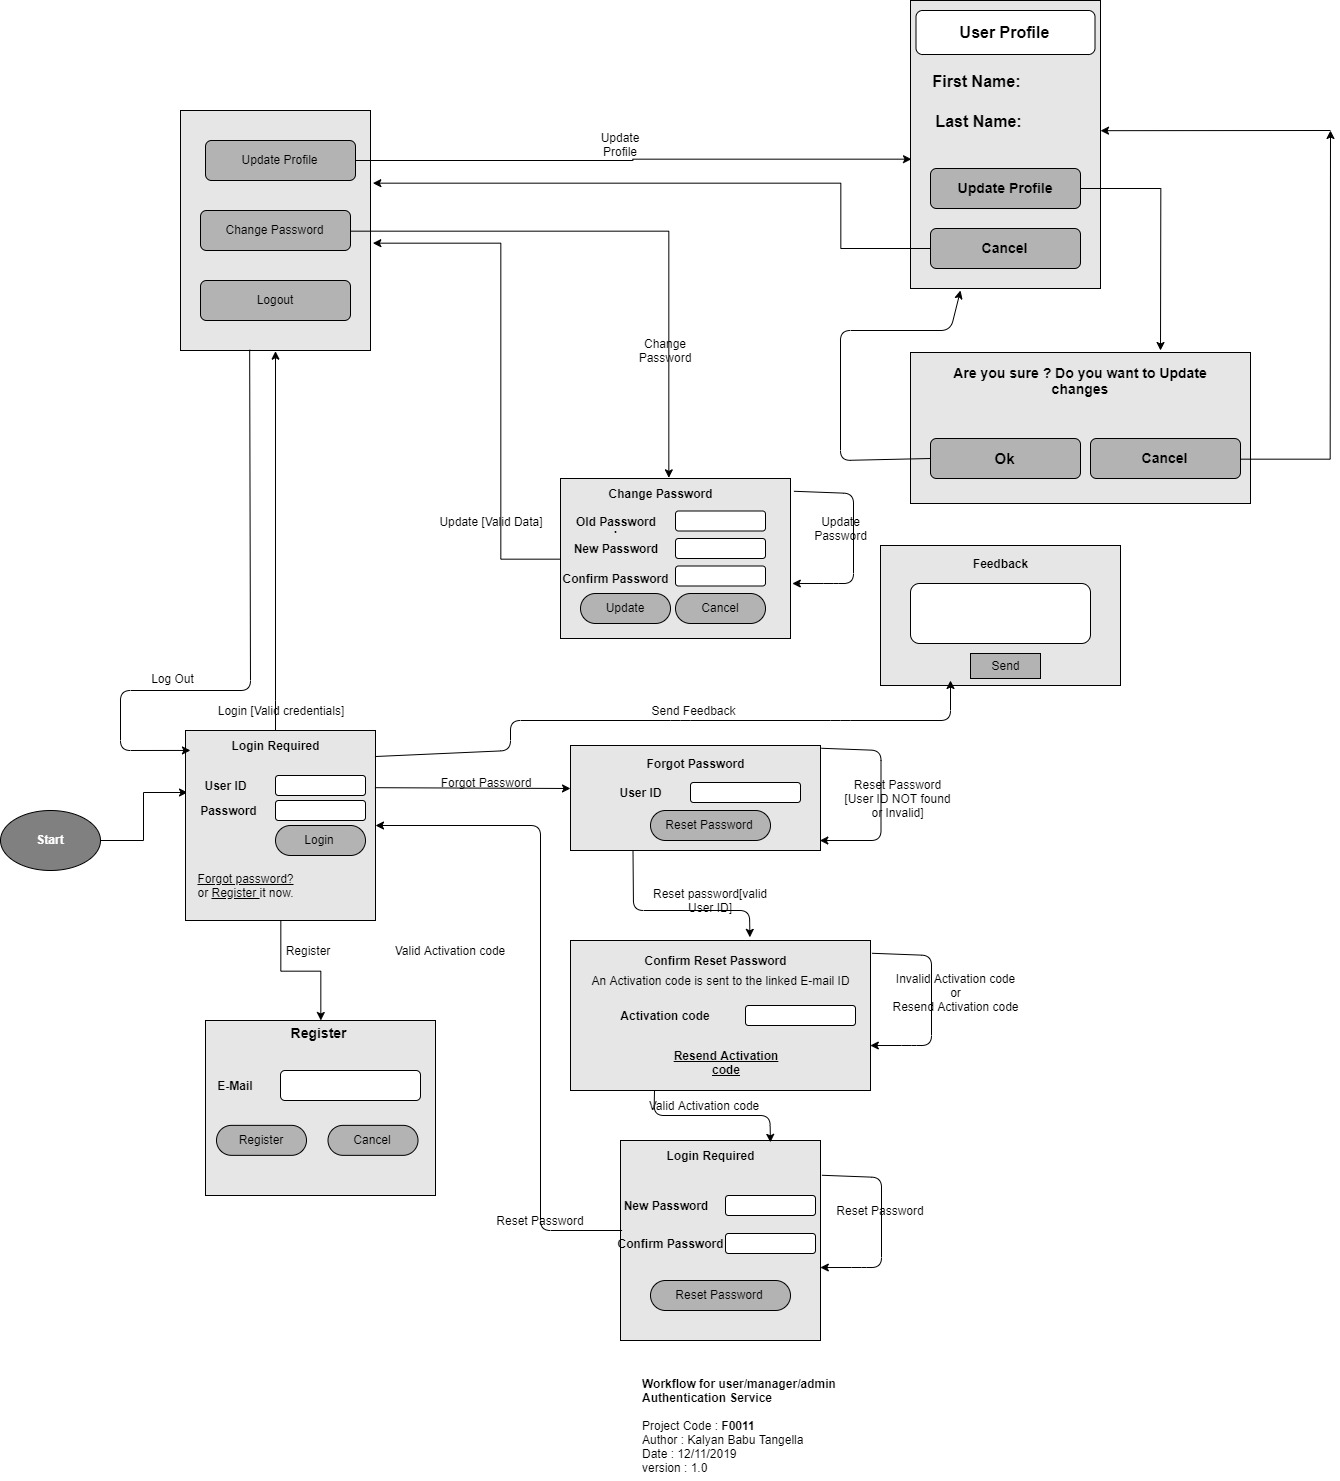 User Profile
First Name:
Last Name:
Update Profile
Cancel
Update
Profile
Update Profile
Change Password
Logout
Change
Password
Are you sure ? Do you want to Update
changes
Ok
Cancel
Change Password
Old Password
.
New Password
Confirm Password
Update
Cancel
Update [Valid Data]
Update
Password
Feedback
Send
Log Out
Login [Valid credentials]
Send Feedback
Login Required
User ID
Password
Login
Forgot password?
or Register it now.
Start
Forgot Password
Forgot Password
User ID
Reset Password
Reset Password
[User ID NOT found
or Invalid]
Reset password[valid
User ID]
Register
Valid Activation code
Confirm Reset Password
An Activation code is sent to the linked E-mail ID
Activation code
Resend Activation
code
Invalid Activation code
or
Resend Activation code
Register
E-Mail
Register
Cancel
Valid Activation code
Login Required
New Password
Confirm Password
Reset Password
Reset Password
Reset Password
Workflow for user/manager/admin
Authentication Service
Project Code : F0011
Author : Kalyan Babu Tangella
Date : 12/11/2019
version : 1.0